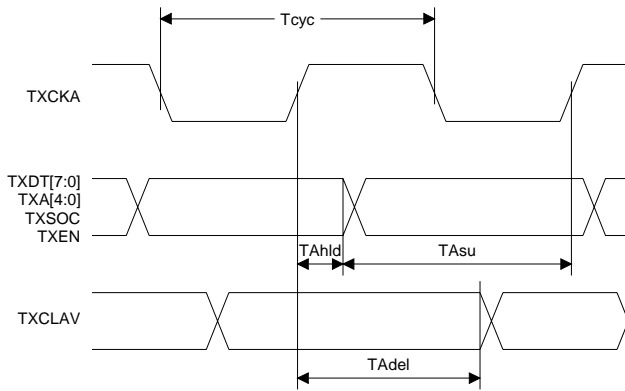 Tcyc
TXCKA
TXDT[7:0]
TXA[4:0]
TXSOC
TXEN
TAhld
TAsu
TXCLAV
TAdel